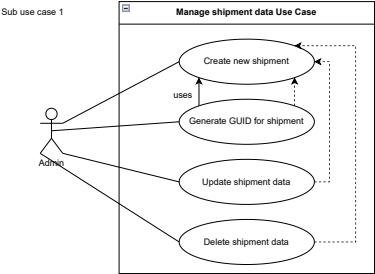 Sub use case 1
Manage shipment data Use Case
Create new shipment
uses
Generate GUID for shipment
Admin
Update shipment data
Delete shipment data